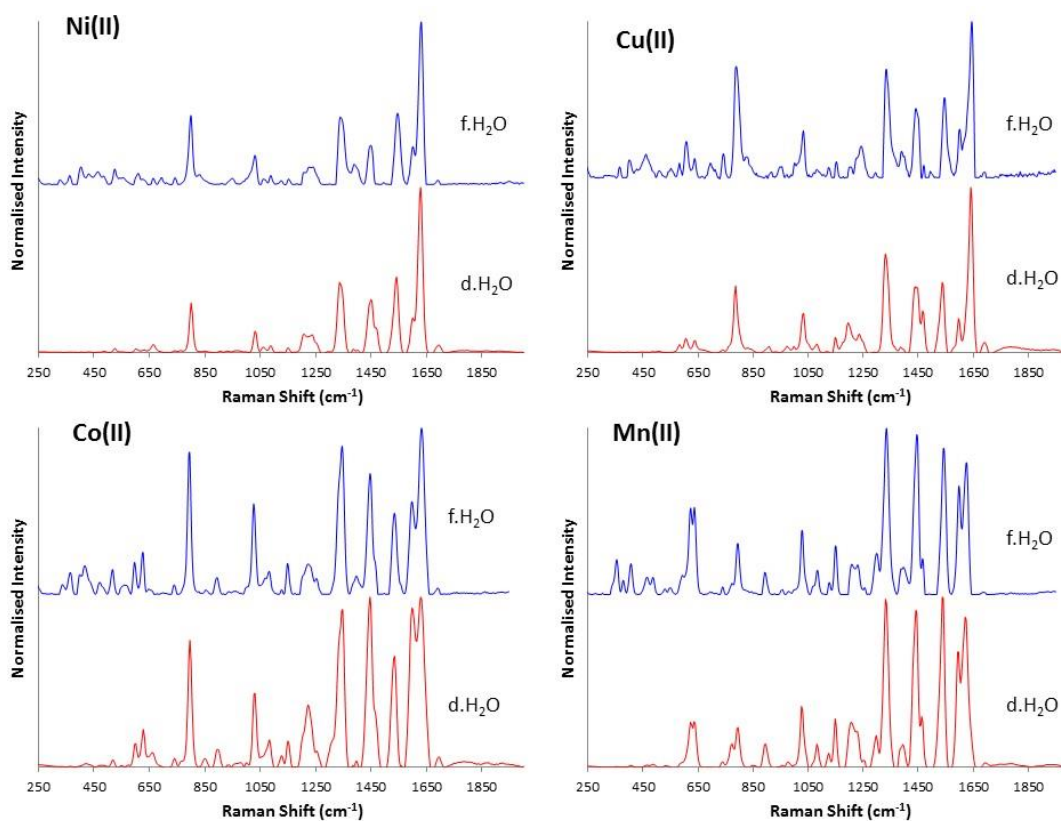 Ni(II)
Normalised Intensity
f.H₂O
d.H₂O
250 450 650 850 1050 1250 1450 1650 1850
Raman Shift (cm⁻¹)
Cu(II)
Normalised Intensity
f.H₂O
d.H₂O
250 450 650 850 1050 1250 1450 1650 1850
Raman Shift (cm⁻¹)
Co(II)
Normalised Intensity
f.H₂O
d.H₂O
250 450 650 850 1050 1250 1450 1650 1850
Raman Shift (cm⁻¹)
Mn(II)
Normalised Intensity
f.H₂O
d.H₂O
250 450 650 850 1050 1250 1450 1650 1850
Raman Shift (cm⁻¹)